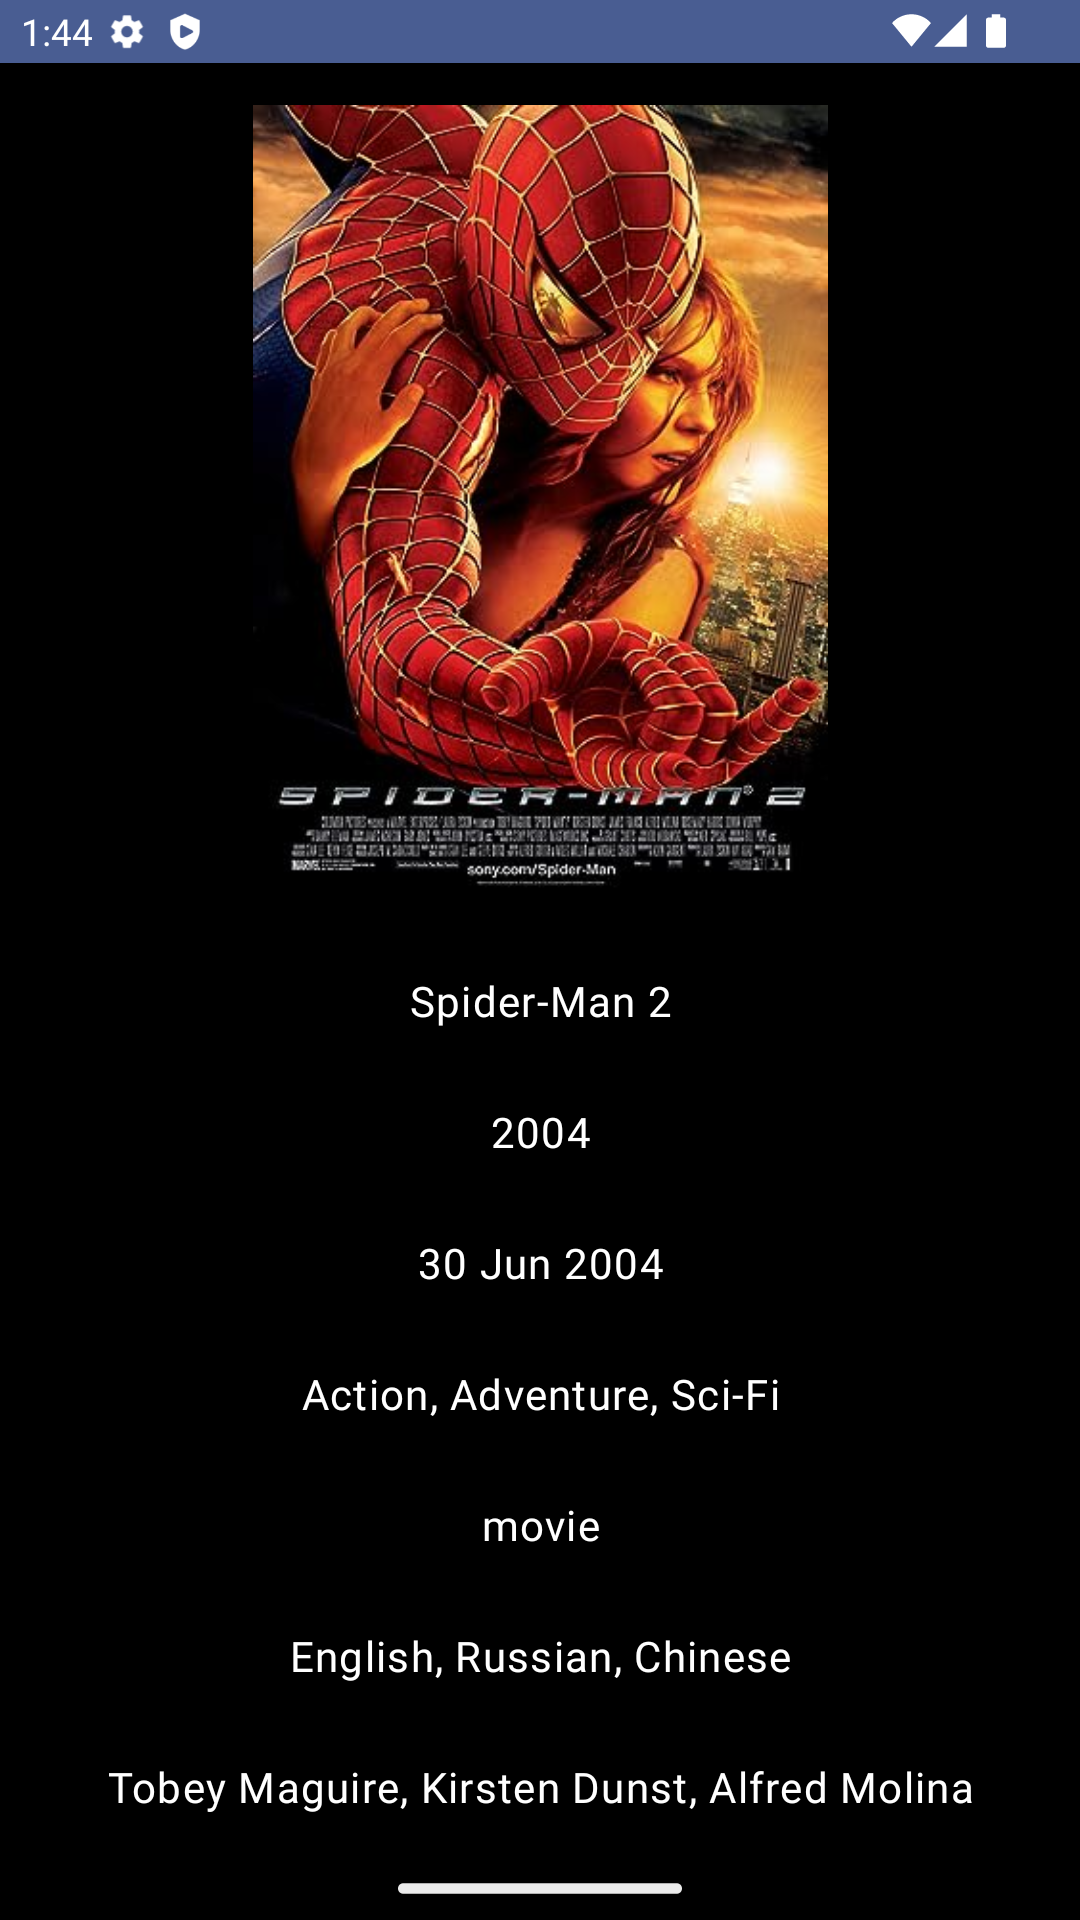 1:44
SPIDER-MAN 2
sony.com/Spider-Man
Spider-Man 2
2004
30 Jun 2004
Action, Adventure, Sci-Fi
movie
English, Russian, Chinese
Tobey Maguire, Kirsten Dunst, Alfred Molina